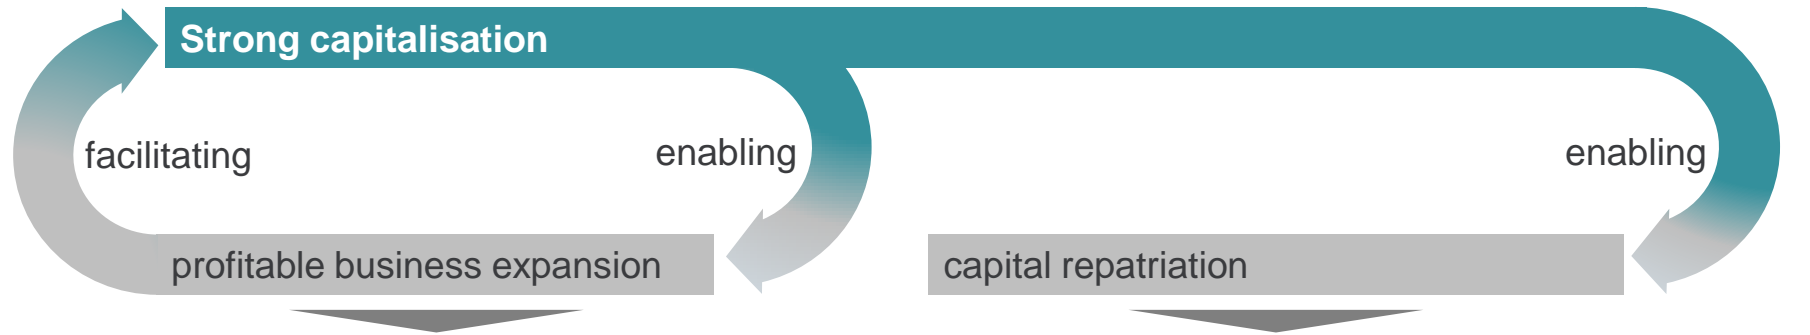 Strong capitalisation
facilitating
enabling
enabling
profitable business expansion
capital repatriation